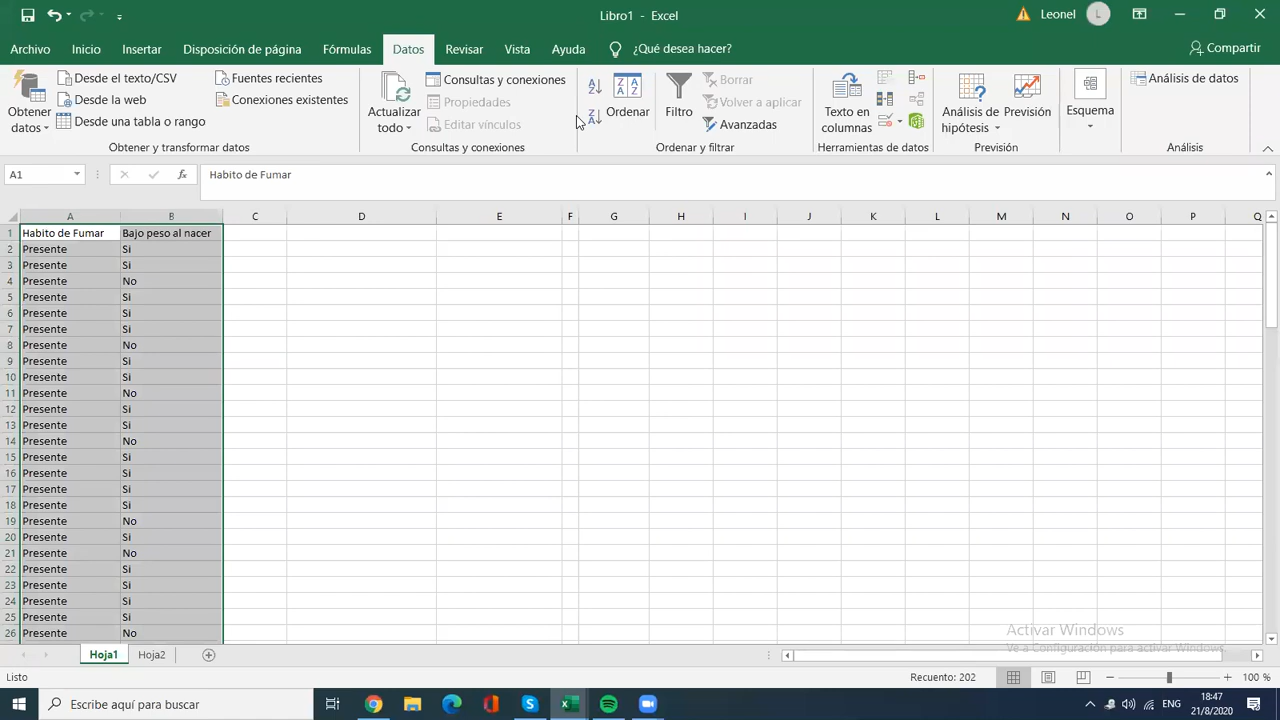 Libro1 - Excel
Leonel
L
Archivo
Inicio
Insertar
Disposición de página
Fórmulas
Datos
Revisar
Vista
Ayuda
¿Qué desea hacer?
Compartir
Obtener datos
Desde el texto/CSV
Desde la web
Desde una tabla o rango
Fuentes recientes
Conexiones existentes
Obtener y transformar datos
Actualizar todo
Consultas y conexiones
Propiedades
Editar vínculos
Consultas y conexiones
Ordenar
Filtro
Borrar
Volver a aplicar
Avanzadas
Ordenar y filtrar
Texto en columnas
Herramientas de datos
Análisis de hipótesis
Previsión
Previsión
Esquema
Análisis de datos
Análisis
A1
fx
Habito de Fumar
A B C D E F G H I J K L M N O P Q
1 Habito de Fumar Bajo peso al nacer
2 Presente Si
3 Presente Si
4 Presente No
5 Presente Si
6 Presente Si
7 Presente Si
8 Presente No
9 Presente Si
10 Presente Si
11 Presente No
12 Presente Si
13 Presente Si
14 Presente No
15 Presente Si
16 Presente Si
17 Presente Si
18 Presente Si
19 Presente No
20 Presente Si
21 Presente No
22 Presente Si
23 Presente Si
24 Presente Si
25 Presente Si
26 Presente No
Activar Windows
Ve a Configuración para activar Windows.
Hoja1
Hoja2
Listo
Recuento: 202
100 %
Escribe aquí para buscar
ENG
18:47
21/8/2020